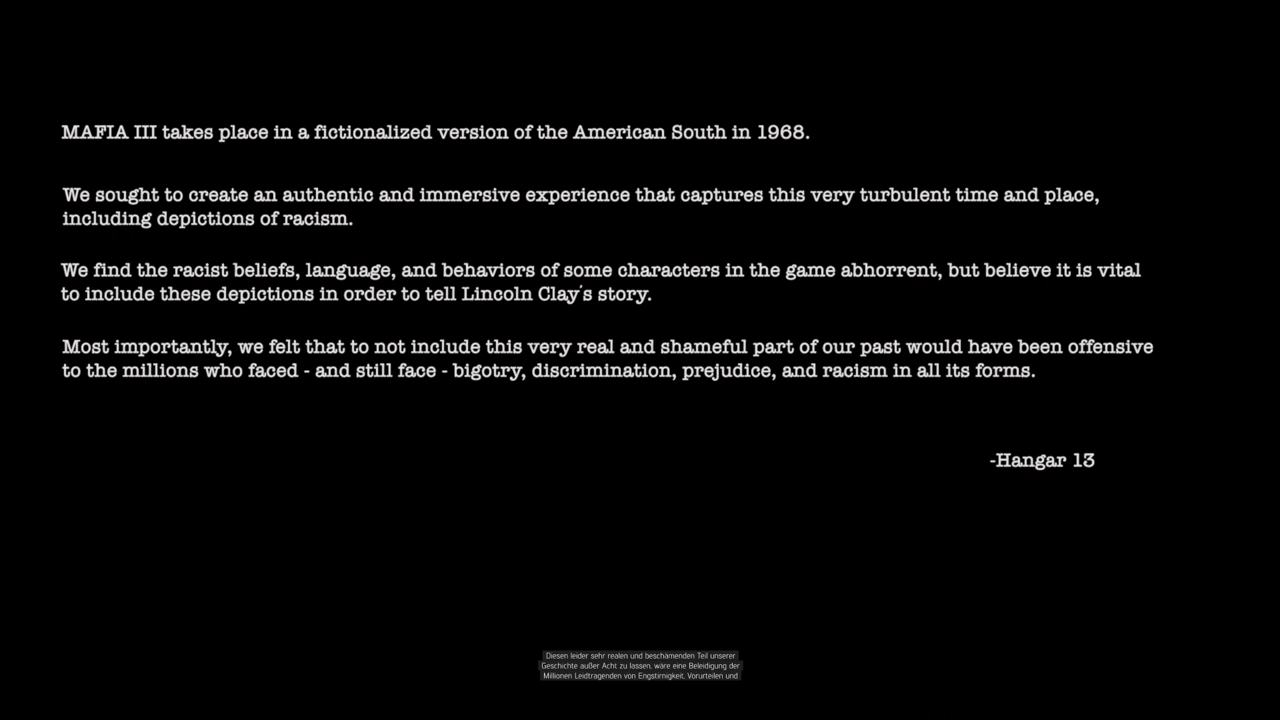 MAFIA III takes place in a fictionalized version of the American South in 1968.
We sought to create an authentic and immersive experience that captures this very turbulent time and place,
including depictions of racism.
We find the racist beliefs, language, and behaviors of some characters in the game abhorrent, but believe it is vital
to include these depictions in order to tell Lincoln Clay's story.
Most importantly, we felt that to not include this very real and shameful part of our past would have been offensive
to the millions who faced - and still face - bigotry, discrimination, prejudice, and racism in all its forms.
-Hangar 13
Diesen leider sehr realen und beschämenden Teil unserer
Geschichte außer Acht zu lassen, wäre eine Beleidigung der
Millionen Leidtragenden von Engstirnigkeit, Vorurteilen und